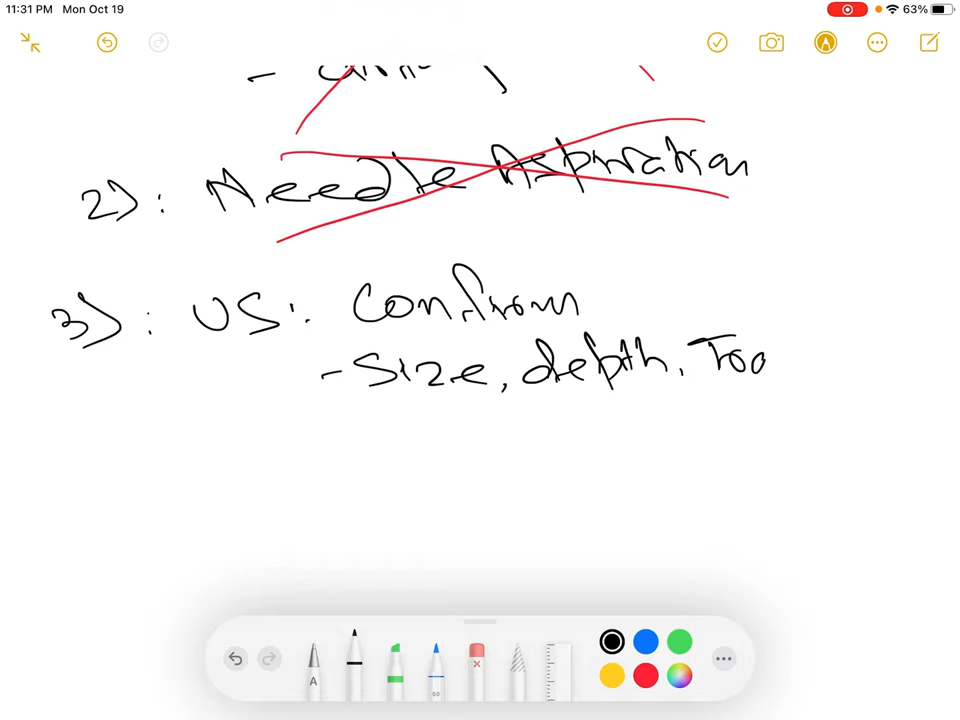 11:31 PM Mon Oct 19 63%
2): Needle Aspiration
3): US: Confirm
- Size, depth, Too
A